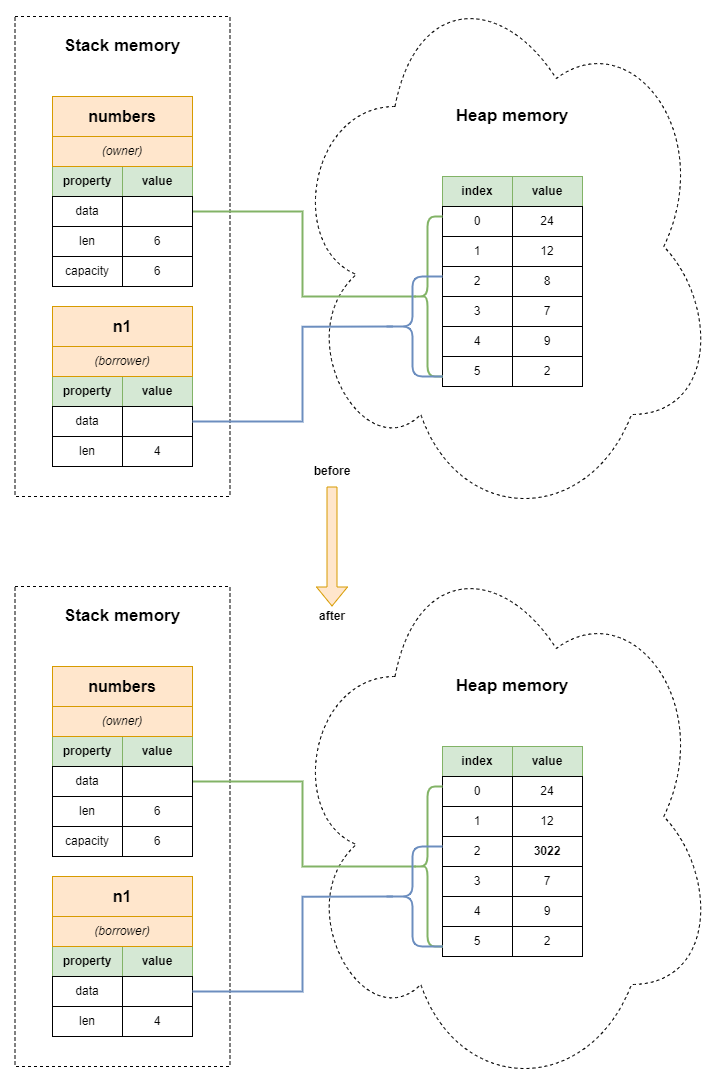 Stack memory
Heap memory
numbers
(owner)
property value
data
len 6
capacity 6
n1
(borrower)
property value
data
len 4
index value
0 24
1 12
2 8
3 7
4 9
5 2
before
after
Stack memory
Heap memory
numbers
(owner)
property value
data
len 6
capacity 6
n1
(borrower)
property value
data
len 4
index value
0 24
1 12
2 3022
3 7
4 9
5 2